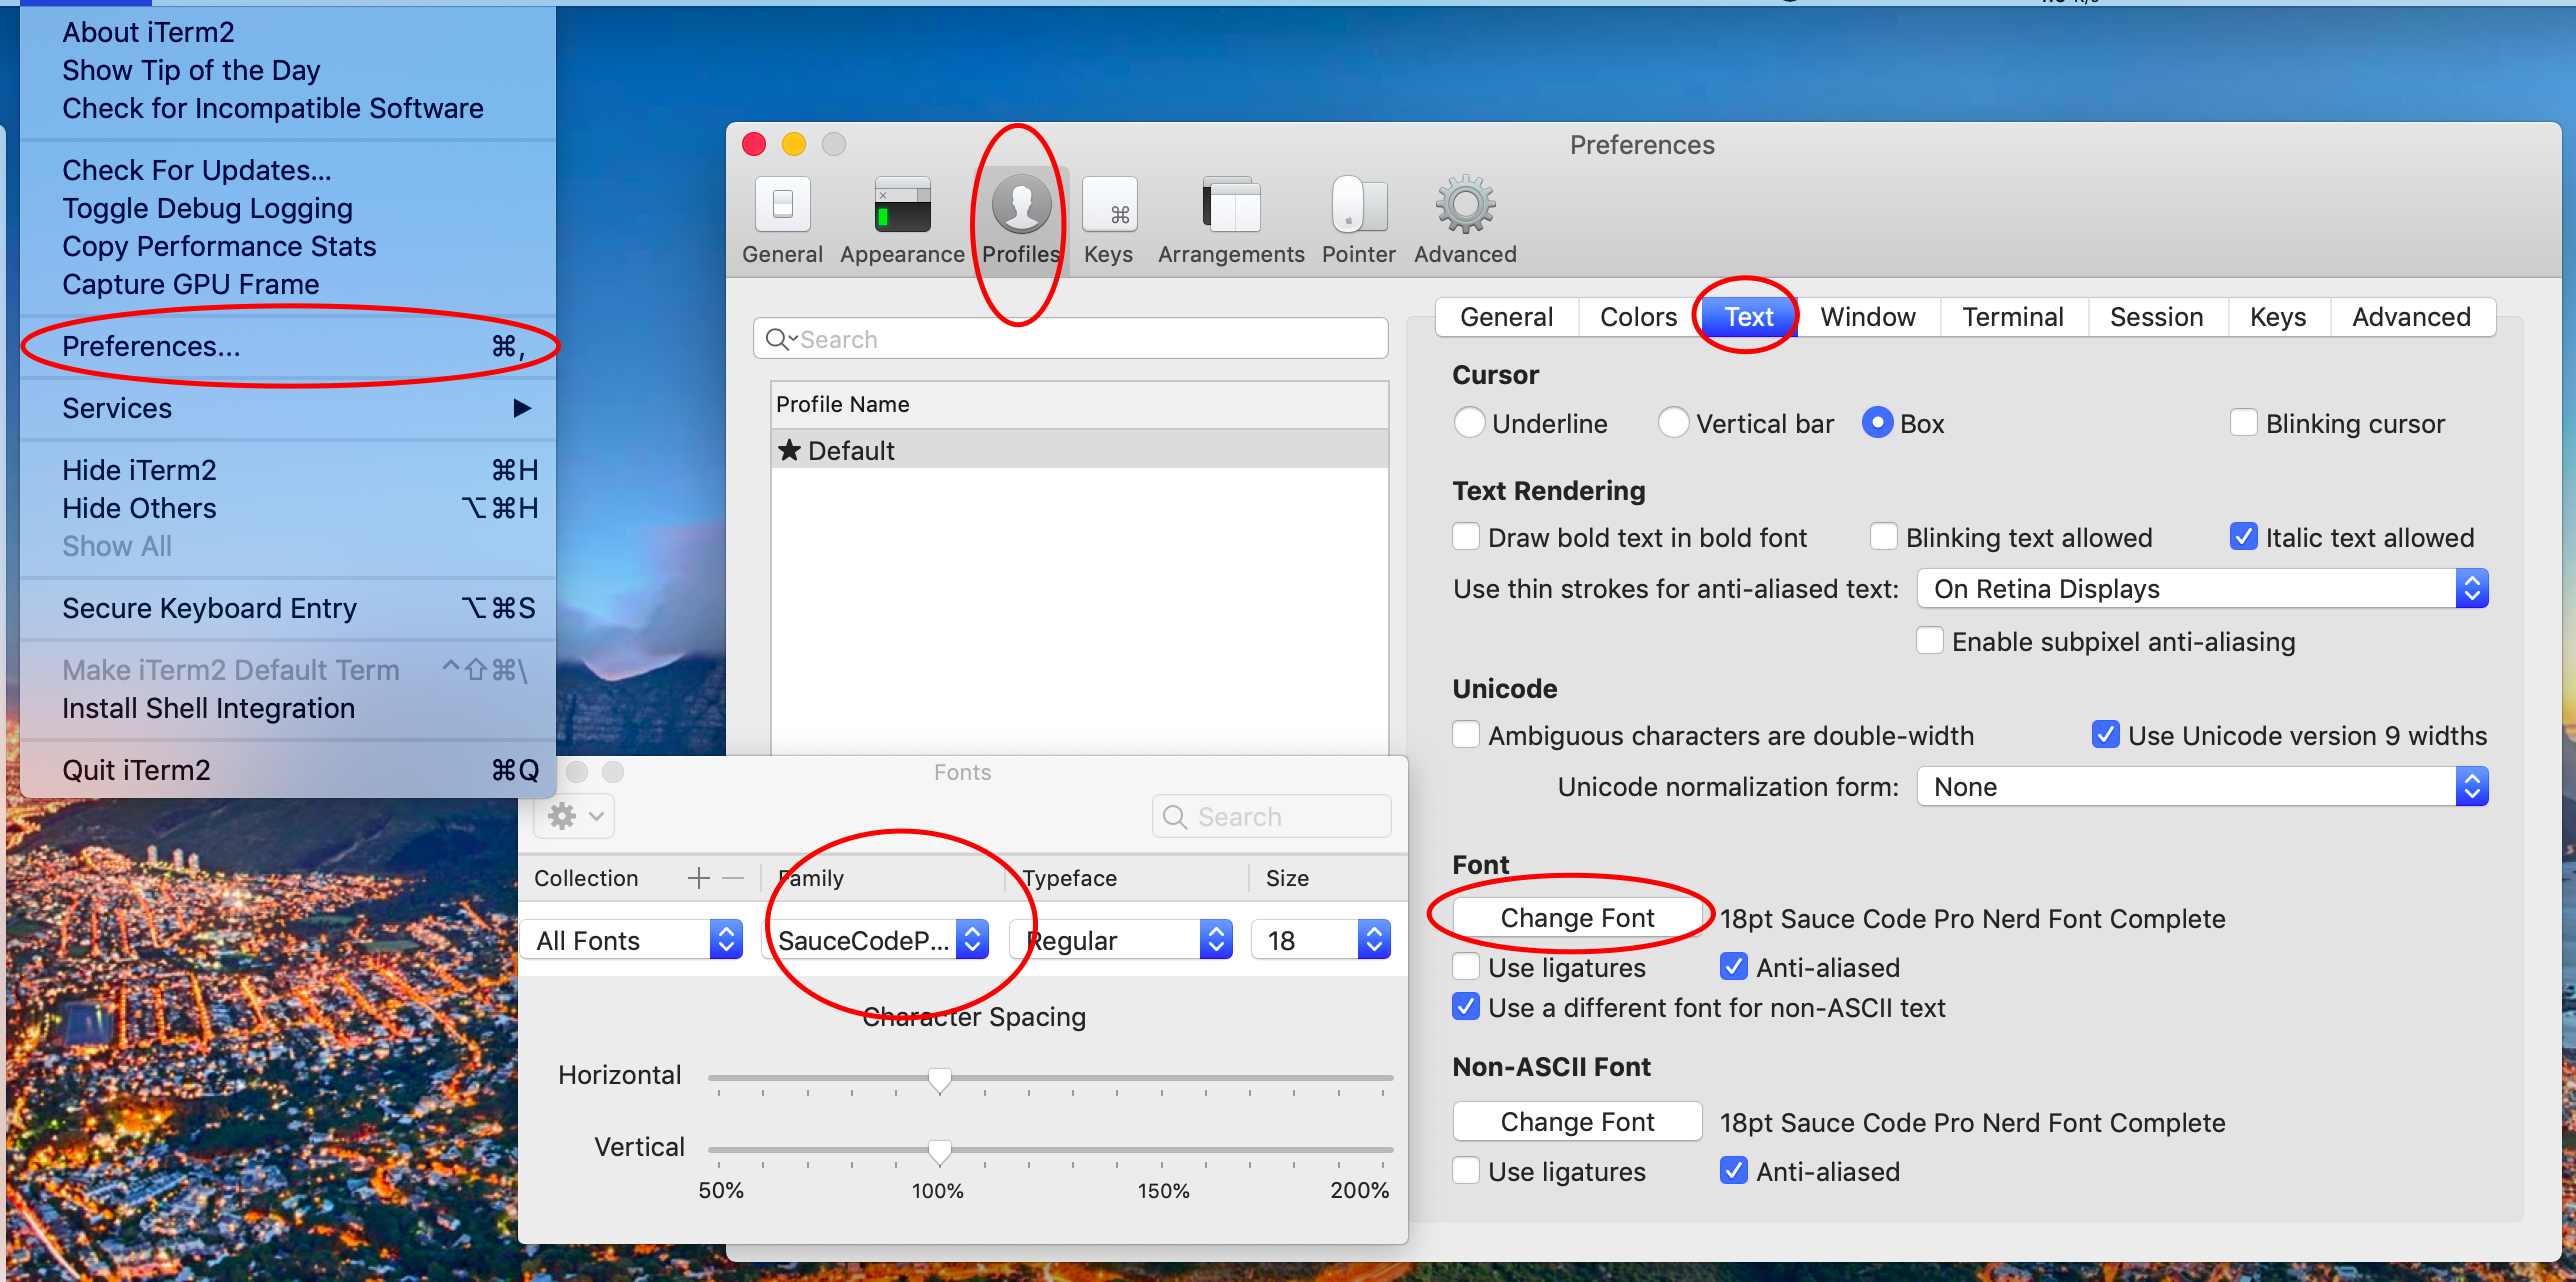 About iTerm2
Show Tip of the Day
Check for Incompatible Software
Check For Updates...
Toggle Debug Logging
Copy Performance Stats
Capture GPU Frame
Preferences... ⌘,
Services ▶
Hide iTerm2 ⌘H
Hide Others ⌥⌘H
Show All
Secure Keyboard Entry ⌥⌘S
Make iTerm2 Default Term ^⇧⌘\
Install Shell Integration
Quit iTerm2 ⌘Q
Preferences
General Appearance Profiles Keys Arrangements Pointer Advanced
Search
Profile Name
★ Default
General Colors Text Window Terminal Session Keys Advanced
Cursor
Underline Vertical bar Box Blinking cursor
Text Rendering
Draw bold text in bold font Blinking text allowed Italic text allowed
Use thin strokes for anti-aliased text: On Retina Displays
Enable subpixel anti-aliasing
Unicode
Ambiguous characters are double-width Use Unicode version 9 widths
Unicode normalization form: None
Font
Change Font 18pt Sauce Code Pro Nerd Font Complete
Use ligatures Anti-aliased
Use a different font for non-ASCII text
Non-ASCII Font
Change Font 18pt Sauce Code Pro Nerd Font Complete
Use ligatures Anti-aliased
Fonts
Search
Collection Family Typeface Size
All Fonts SauceCodeP... Regular 18
Character Spacing
Horizontal
Vertical
50% 100% 150% 200%